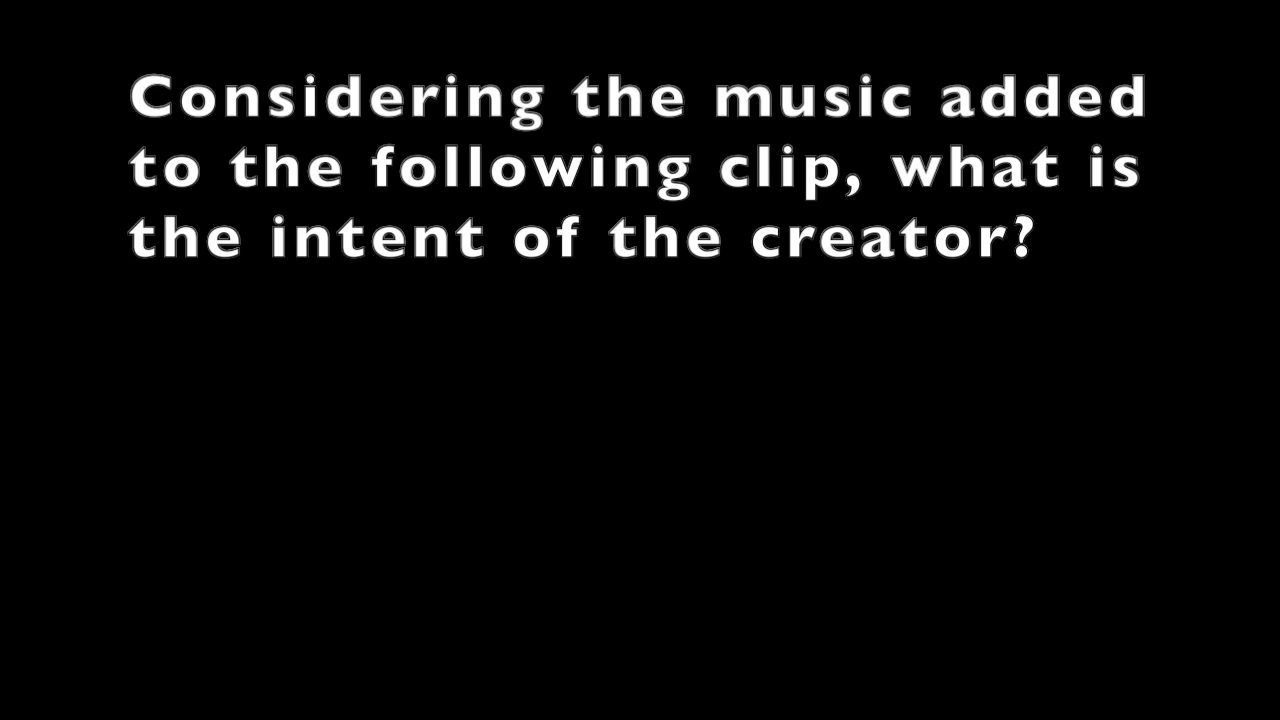 Considering the music added
to the following clip, what is
the intent of the creator?